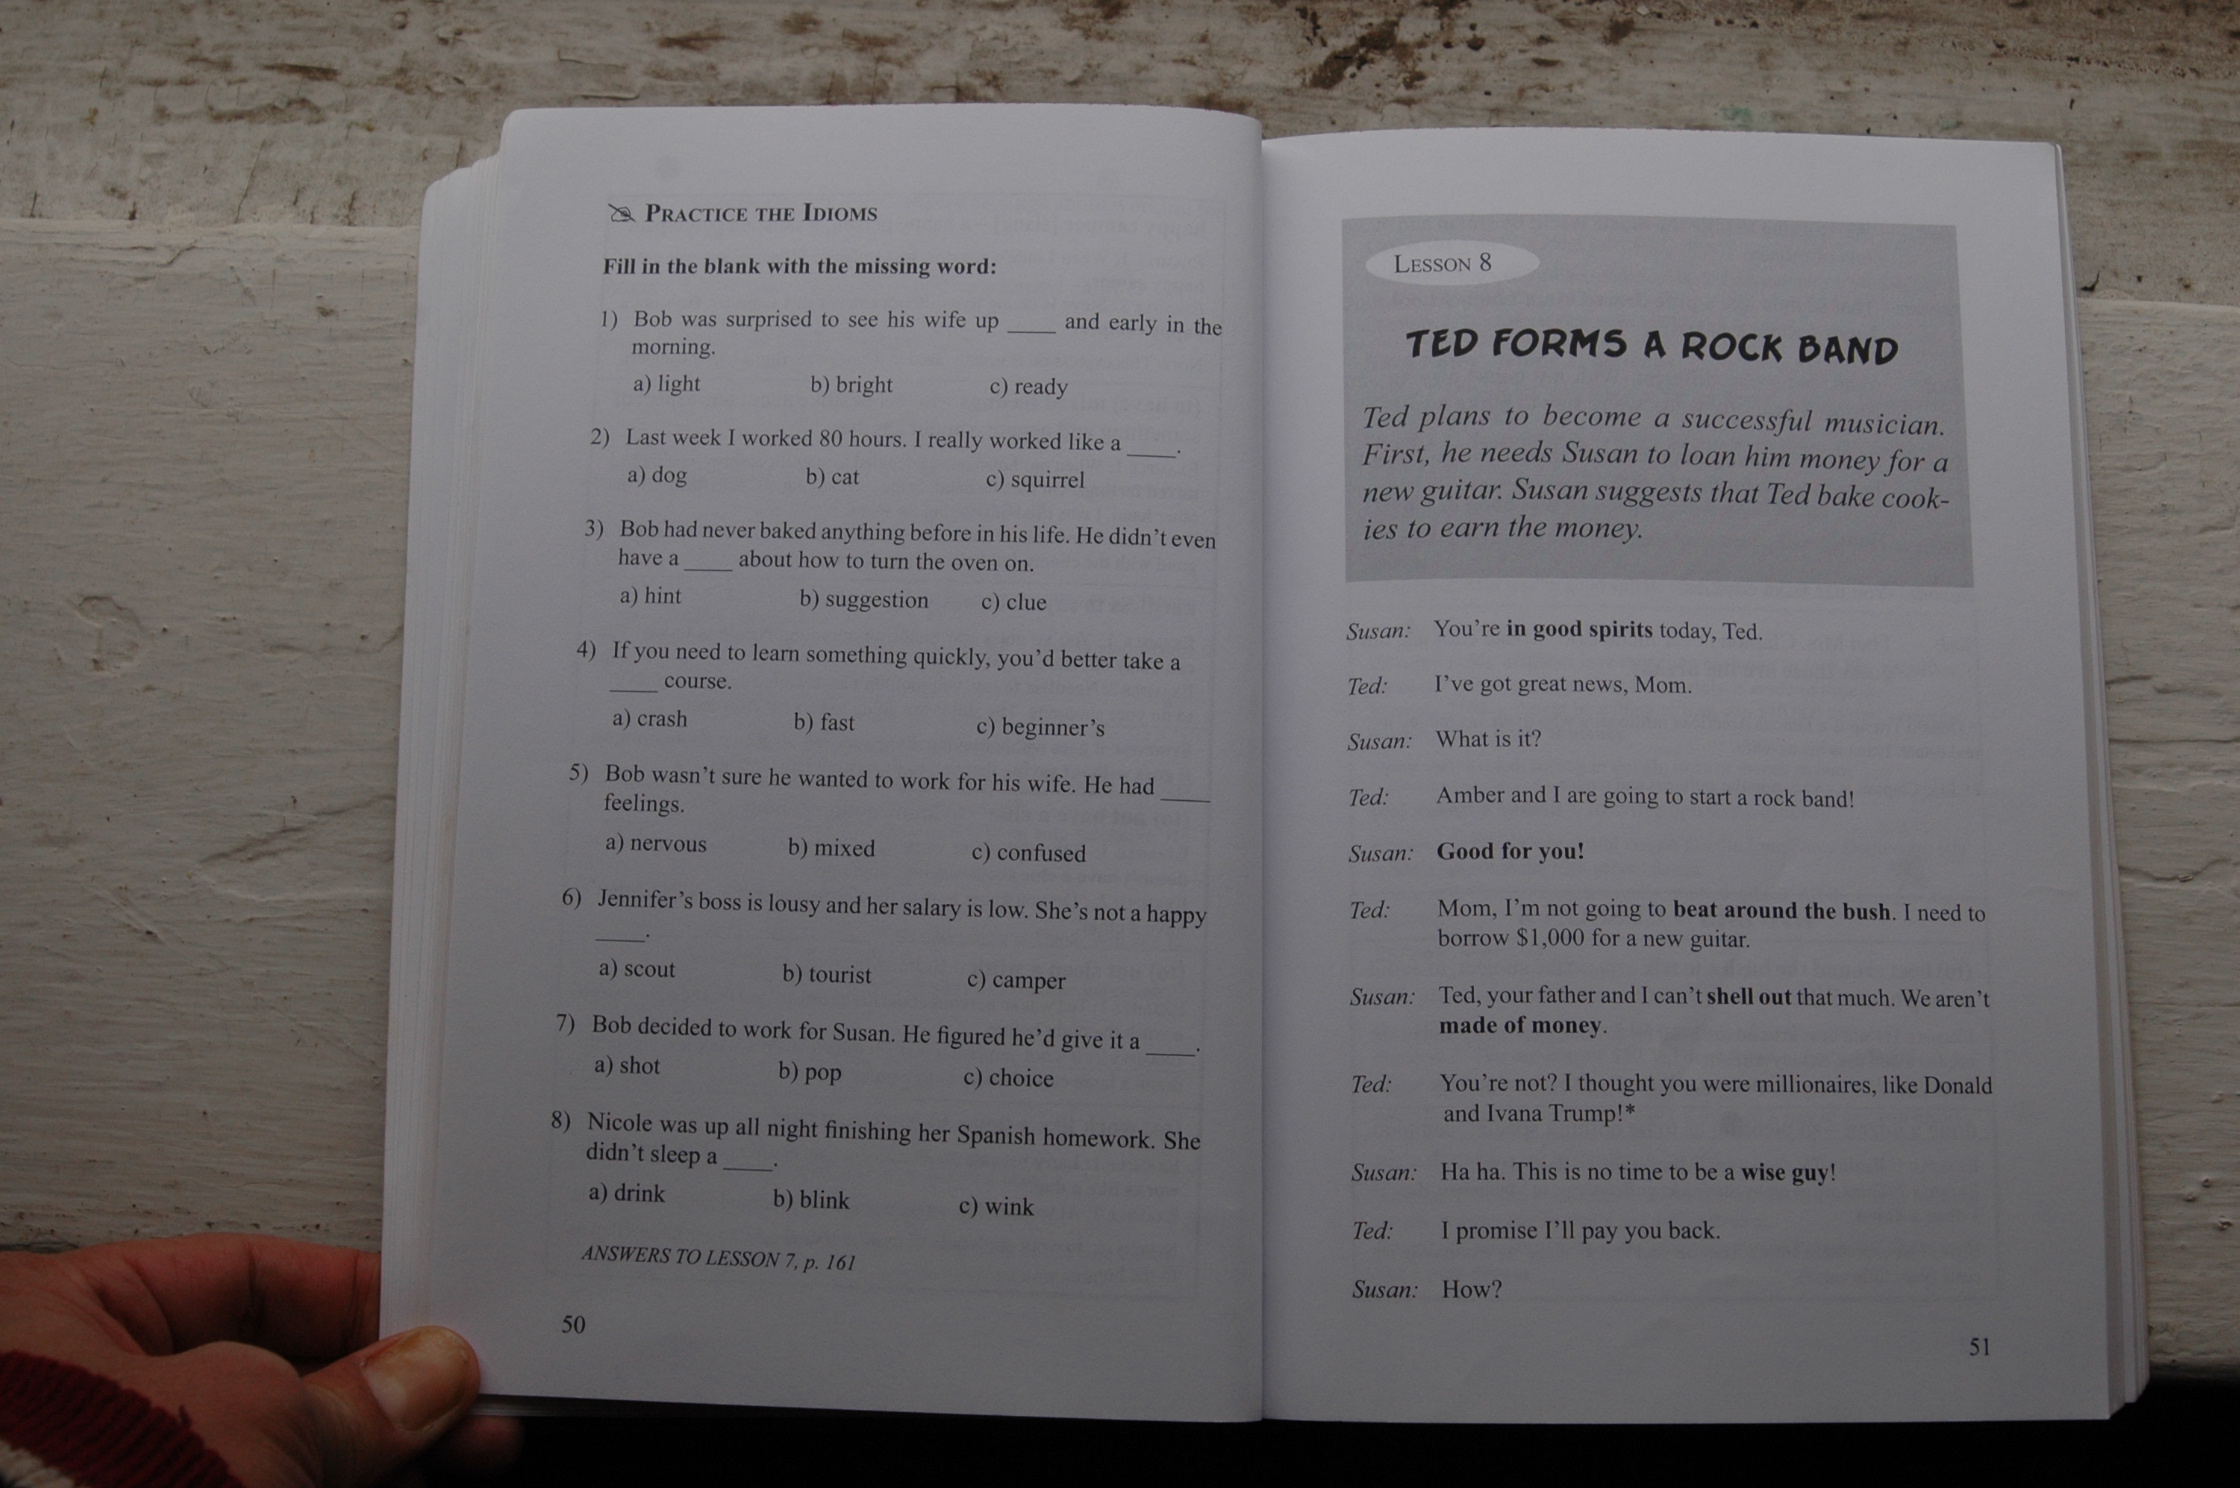 PRACTICE THE IDIOMS
Fill in the blank with the missing word:
1) Bob was surprised to see his wife up ____ and early in the
morning.
a) light b) bright c) ready
2) Last week I worked 80 hours. I really worked like a ____.
a) dog b) cat c) squirrel
3) Bob had never baked anything before in his life. He didn't even
have a ____ about how to turn the oven on.
a) hint b) suggestion c) clue
4) If you need to learn something quickly, you'd better take a
____ course.
a) crash b) fast c) beginner's
5) Bob wasn't sure he wanted to work for his wife. He had ____
feelings.
a) nervous b) mixed c) confused
6) Jennifer's boss is lousy and her salary is low. She's not a happy
____.
a) scout b) tourist c) camper
7) Bob decided to work for Susan. He figured he'd give it a ____.
a) shot b) pop c) choice
8) Nicole was up all night finishing her Spanish homework. She
didn't sleep a ____.
a) drink b) blink c) wink
ANSWERS TO LESSON 7, p. 161
50
LESSON 8
TED FORMS A ROCK BAND
Ted plans to become a successful musician.
First, he needs Susan to loan him money for a
new guitar. Susan suggests that Ted bake cook-
ies to earn the money.
Susan: You're in good spirits today, Ted.
Ted: I've got great news, Mom.
Susan: What is it?
Ted: Amber and I are going to start a rock band!
Susan: Good for you!
Ted: Mom, I'm not going to beat around the bush. I need to
borrow $1,000 for a new guitar.
Susan: Ted, your father and I can't shell out that much. We aren't
made of money.
Ted: You're not? I thought you were millionaires, like Donald
and Ivana Trump!*
Susan: Ha ha. This is no time to be a wise guy!
Ted: I promise I'll pay you back.
Susan: How?
51